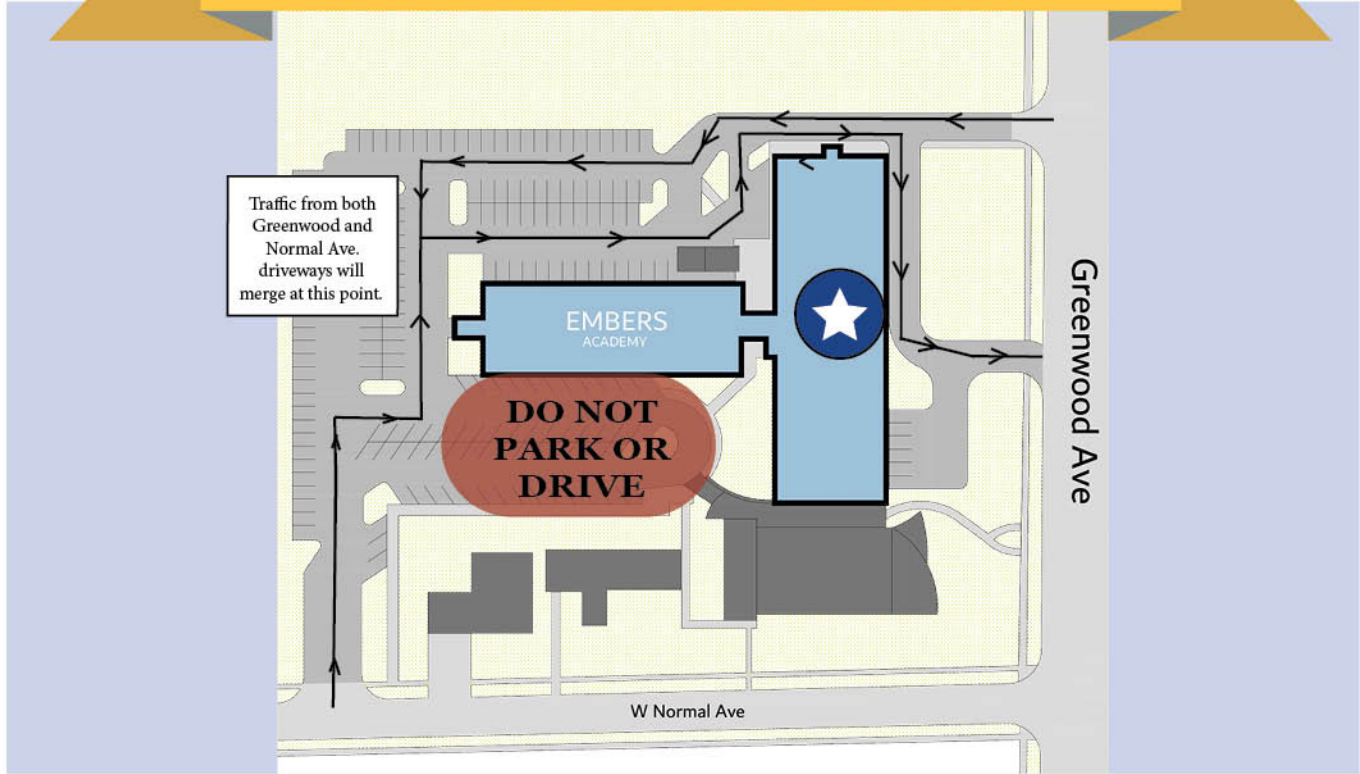 Traffic from both
Greenwood and
Normal Ave.
driveways will
merge at this point.
EMBERS
ACADEMY
DO NOT
PARK OR
DRIVE
Greenwood Ave
W Normal Ave